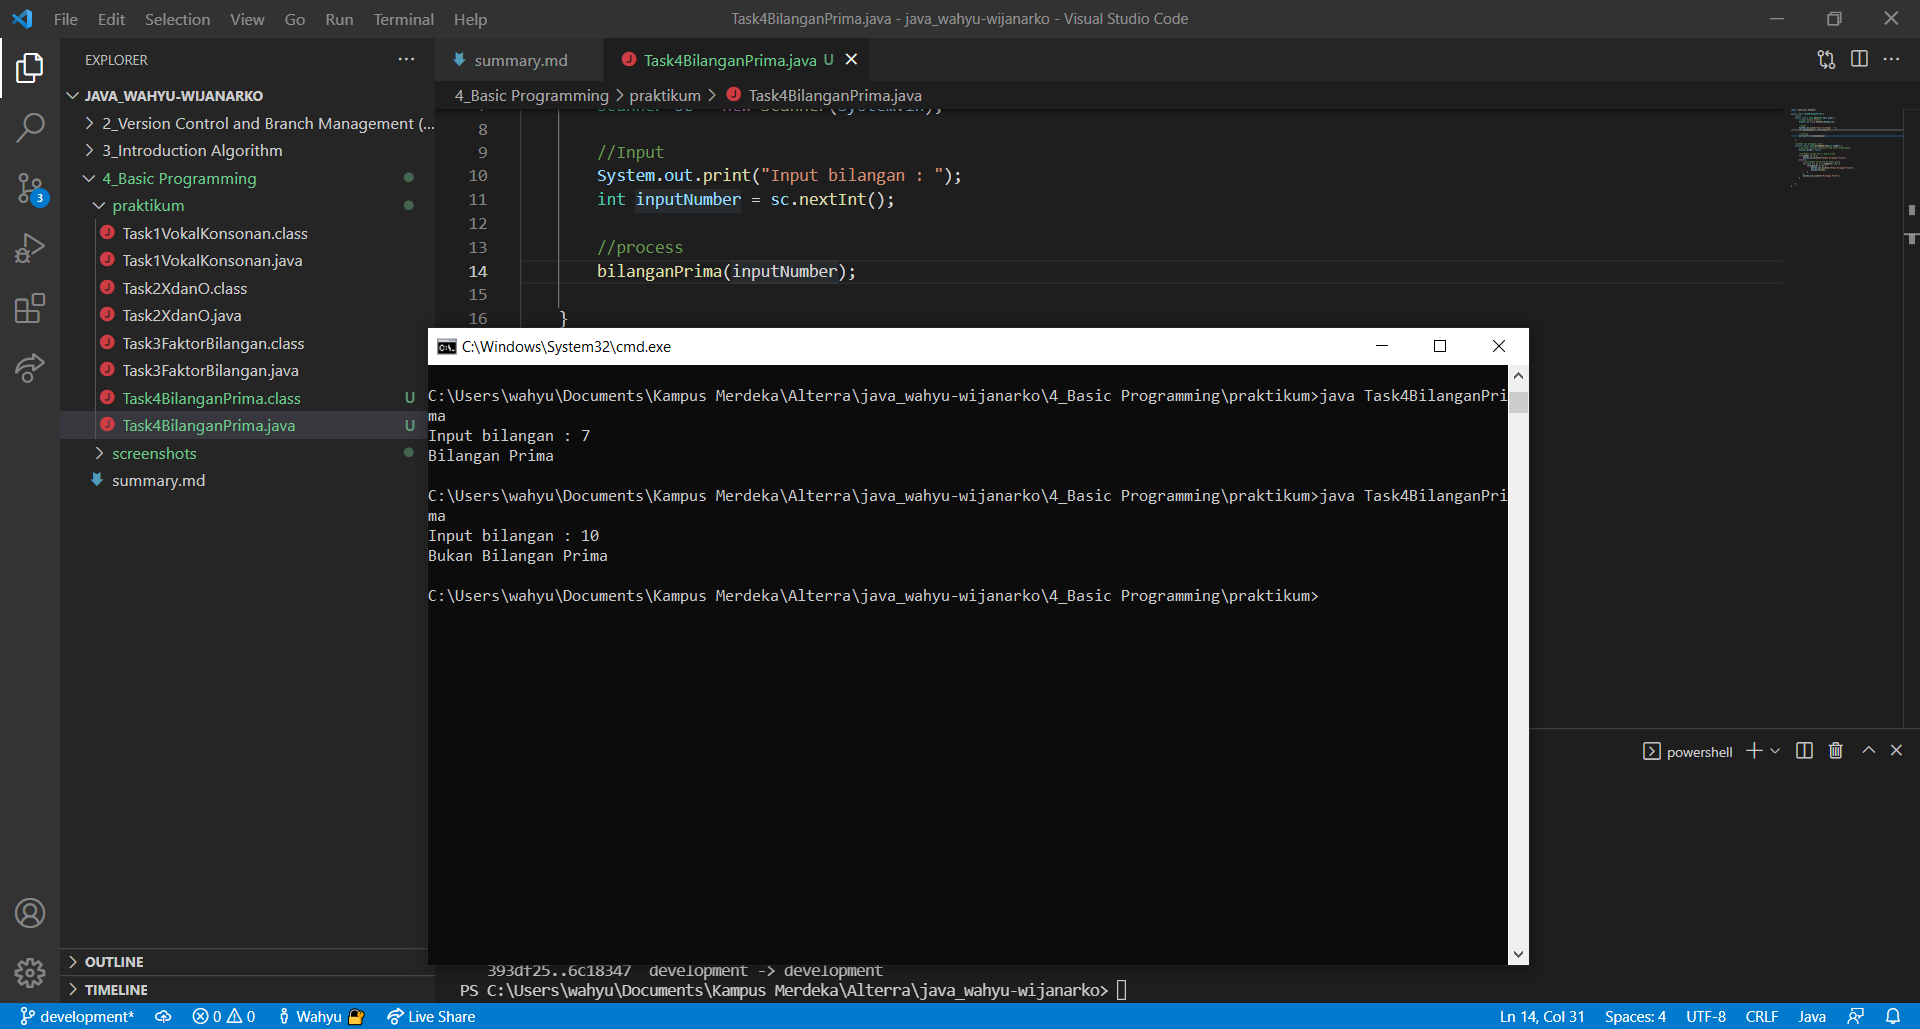 File Edit Selection View Go Run Terminal Help
Task4BilanganPrima.java - java_wahyu-wijanarko - Visual Studio Code
EXPLORER
JAVA_WAHYU-WIJANARKO
2_Version Control and Branch Management (...
3_Introduction Algorithm
4_Basic Programming
praktikum
Task1VokalKonsonan.class
Task1VokalKonsonan.java
Task2XdanO.class
Task2XdanO.java
Task3FaktorBilangan.class
Task3FaktorBilangan.java
Task4BilanganPrima.class U
Task4BilanganPrima.java U
screenshots
summary.md
OUTLINE
TIMELINE
3
summary.md
Task4BilanganPrima.java U
4_Basic Programming > praktikum > Task4BilanganPrima.java
Scanner sc = new Scanner(System.in);
8
9 //Input
10 System.out.print("Input bilangan : ");
11 int inputNumber = sc.nextInt();
12
13 //process
14 bilanganPrima(inputNumber);
15
16 }
C:\Windows\System32\cmd.exe
C:\Users\wahyu\Documents\Kampus Merdeka\Alterra\java_wahyu-wijanarko\4_Basic Programming\praktikum>java Task4BilanganPri
ma
Input bilangan : 7
Bilangan Prima
C:\Users\wahyu\Documents\Kampus Merdeka\Alterra\java_wahyu-wijanarko\4_Basic Programming\praktikum>java Task4BilanganPri
ma
Input bilangan : 10
Bukan Bilangan Prima
C:\Users\wahyu\Documents\Kampus Merdeka\Alterra\java_wahyu-wijanarko\4_Basic Programming\praktikum>
powershell
393df25..6c18347 development -> development
PS C:\Users\wahyu\Documents\Kampus Merdeka\Alterra\java_wahyu-wijanarko>
development* 0 0 Wahyu Live Share
Ln 14, Col 31 Spaces: 4 UTF-8 CRLF Java